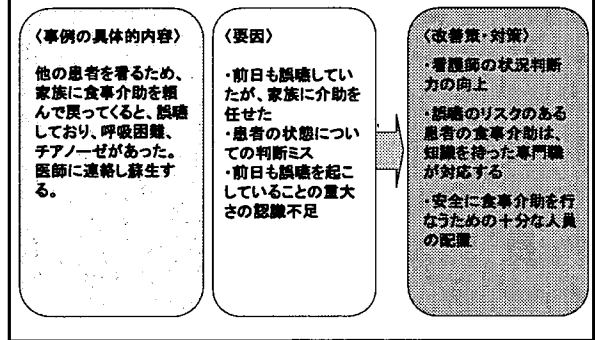 〈事例の具体的内容〉
他の患者を看るため、
家族に食事介助を頼
んで戻ってくると、誤嚥
しており、呼吸困難、
チアノーゼがあった。
医師に連絡し蘇生す
る。
〈要因〉
・前日も誤嚥してい
たが、家族に介助を
任せた
・患者の状態につい
ての判断ミス
・前日も誤嚥を起こ
していることの重大
さの認識不足
〈改善策・対策〉
・看護師の状況判断
力の向上
・誤嚥のリスクのある
患者の食事介助は、
知識を持った専門職
が対応する
・安全に食事介助を行
なうための十分な人員
の配置